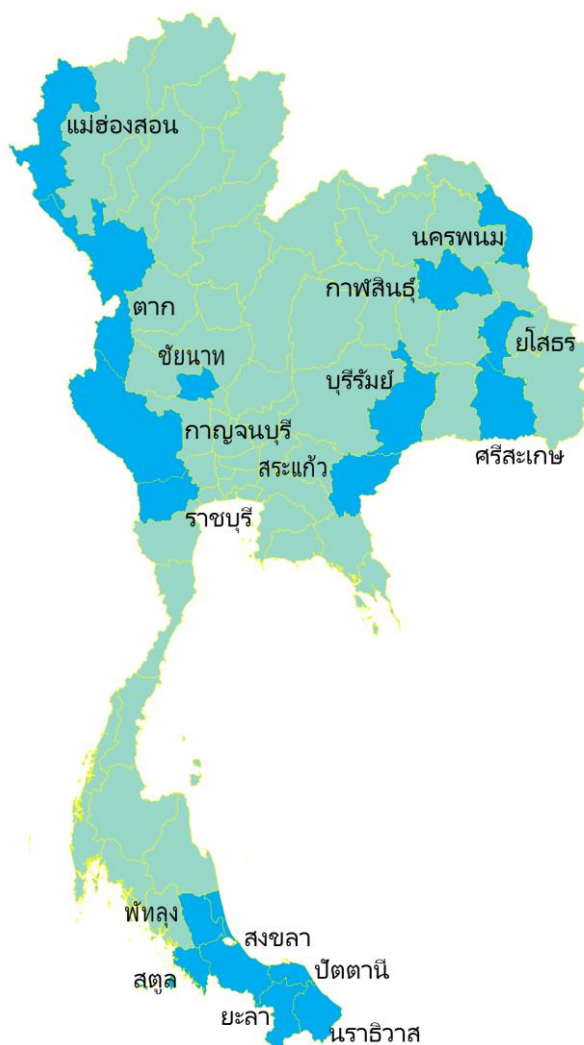 แม่ฮ่องสอน
นครพนม
กาฬสินธุ์
ตาก
ยโสธร
ชัยนาท
บุรีรัมย์
กาญจนบุรี
ศรีสะเกษ
สระแก้ว
ราชบุรี
พัทลุง
สงขลา
ปัตตานี
สตูล
ยะลา
นราธิวาส